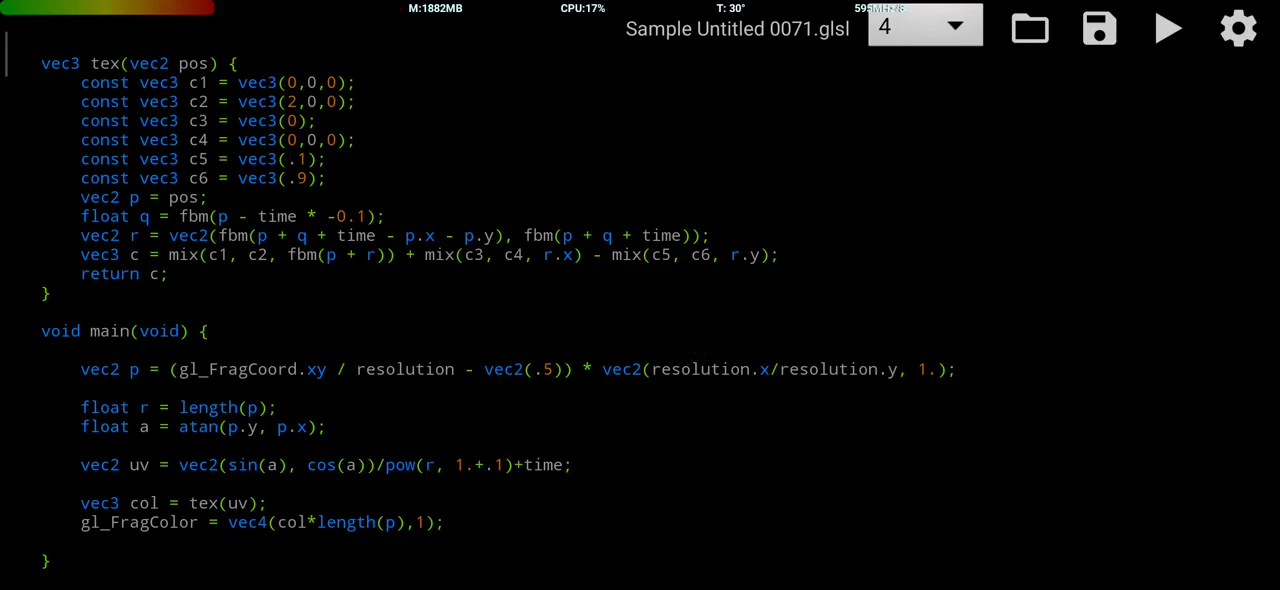 M:1882MB CPU:17% T: 30° 595MHz/8
Sample Untitled 0071.glsl 4
vec3 tex(vec2 pos) {
    const vec3 c1 = vec3(0,0,0);
    const vec3 c2 = vec3(2,0,0);
    const vec3 c3 = vec3(0);
    const vec3 c4 = vec3(0,0,0);
    const vec3 c5 = vec3(.1);
    const vec3 c6 = vec3(.9);
    vec2 p = pos;
    float q = fbm(p - time * -0.1);
    vec2 r = vec2(fbm(p + q + time - p.x - p.y), fbm(p + q + time));
    vec3 c = mix(c1, c2, fbm(p + r)) + mix(c3, c4, r.x) - mix(c5, c6, r.y);
    return c;
}
void main(void) {
    vec2 p = (gl_FragCoord.xy / resolution - vec2(.5)) * vec2(resolution.x/resolution.y, 1.);
    float r = length(p);
    float a = atan(p.y, p.x);
    vec2 uv = vec2(sin(a), cos(a))/pow(r, 1.+.1)+time;
    vec3 col = tex(uv);
    gl_FragColor = vec4(col*length(p),1);
}